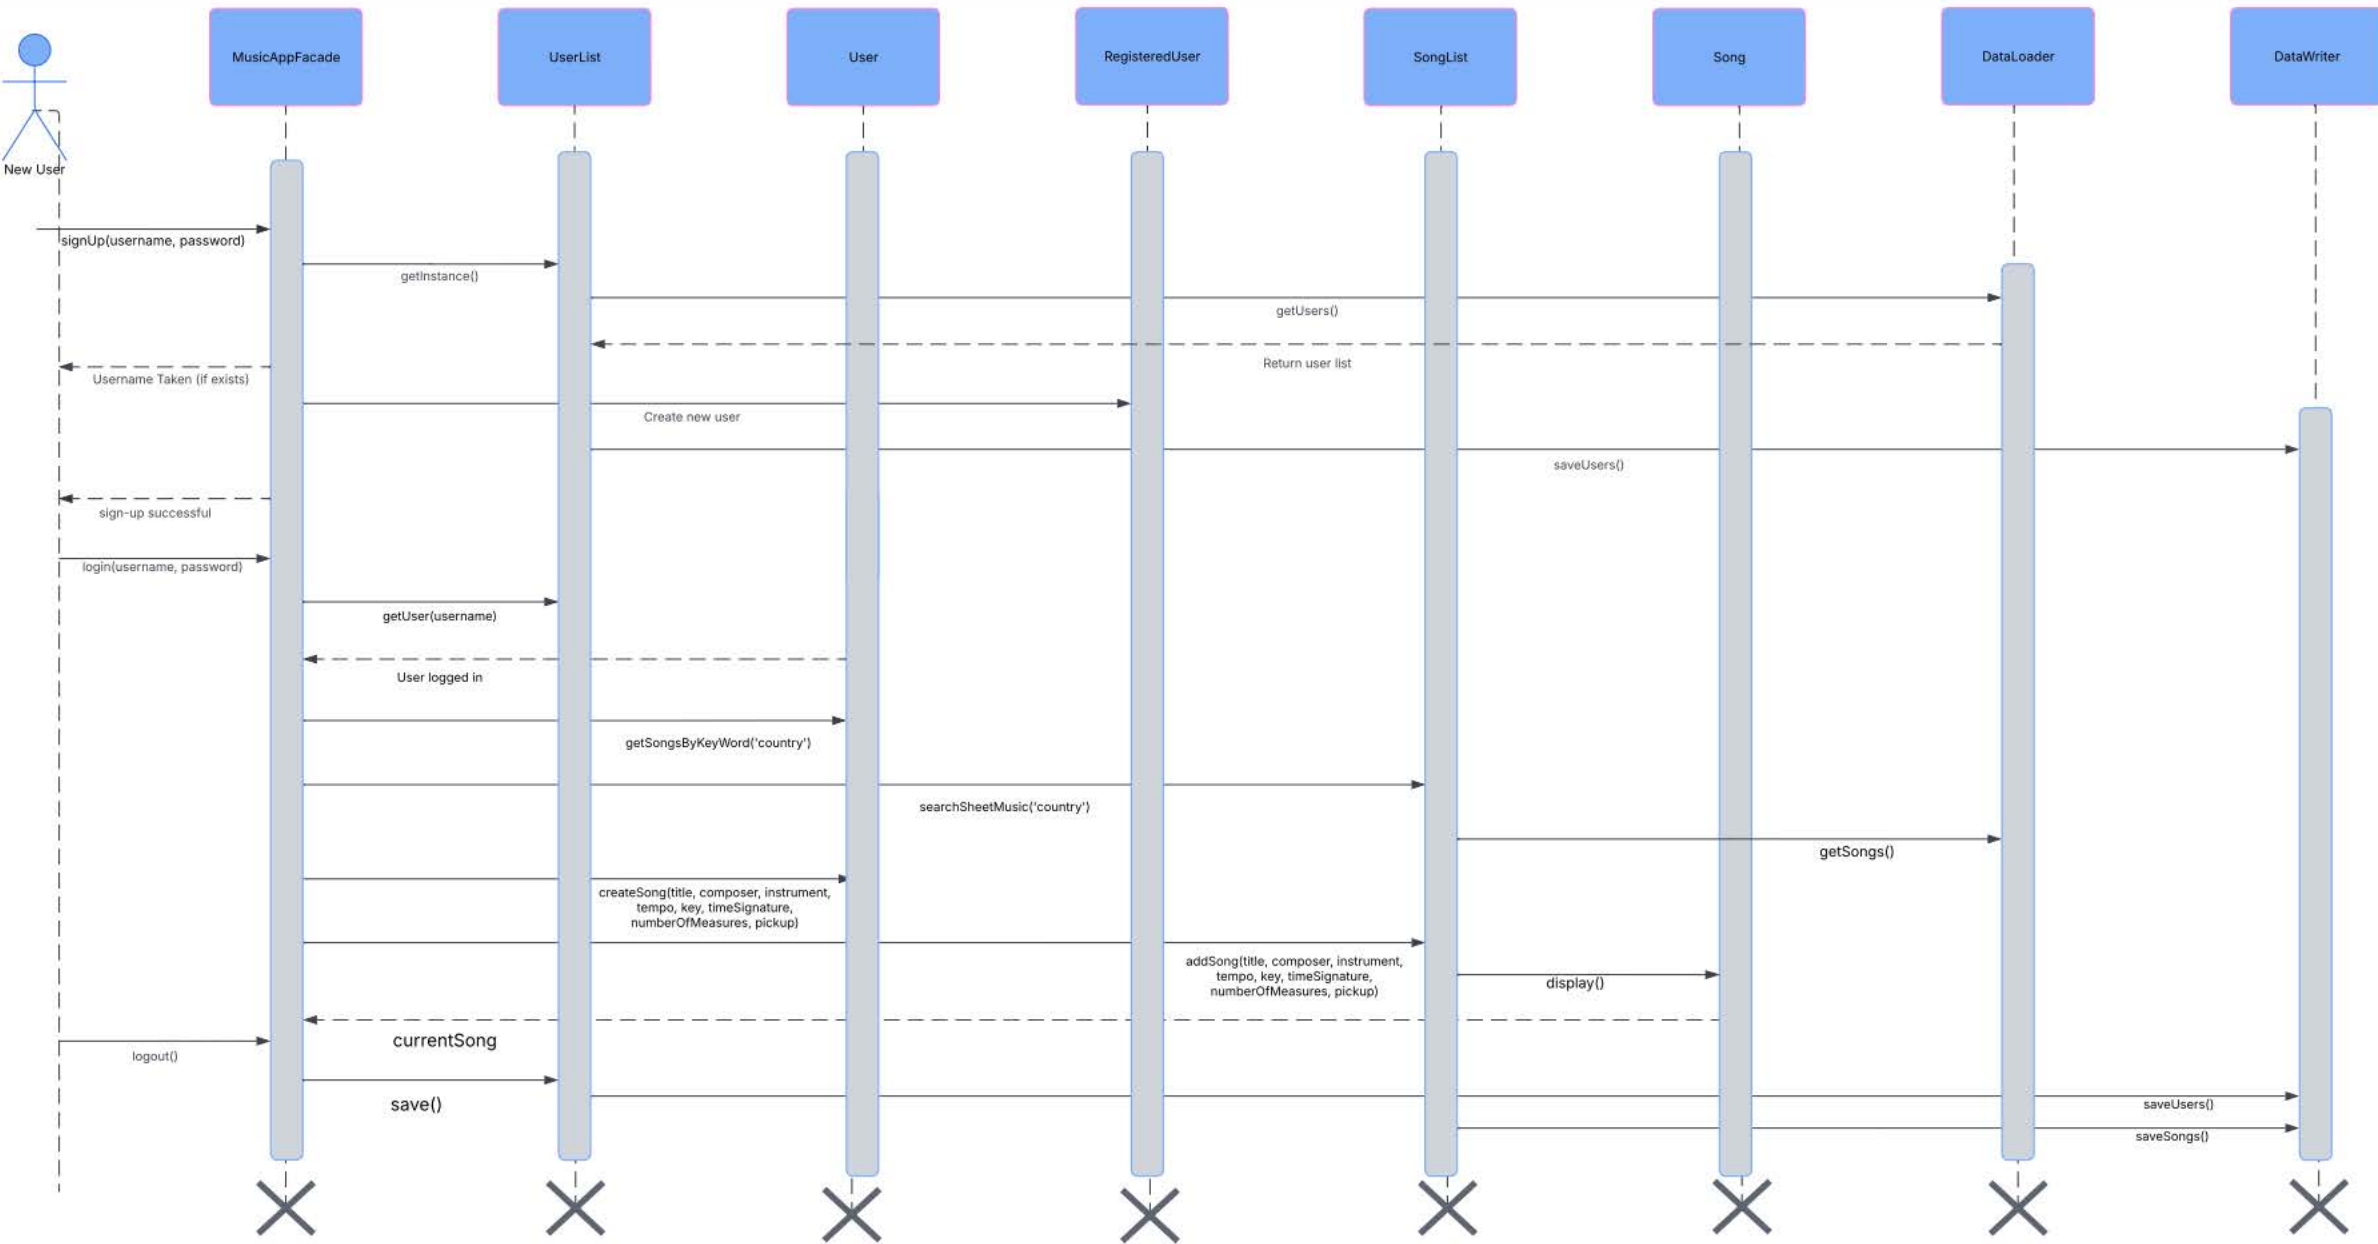 MusicAppFacade
UserList
User
RegisteredUser
SongList
Song
DataLoader
DataWriter
New User
signUp(username, password)
getInstance()
getUsers()
Return user list
Username Taken (if exists)
Create new user
saveUsers()
sign-up successful
login(username, password)
getUser(username)
User logged in
getSongsByKeyWord('country')
searchSheetMusic('country')
getSongs()
createSong(title, composer, instrument,
tempo, key, timeSignature,
numberOfMeasures, pickup)
addSong(title, composer, instrument,
tempo, key, timeSignature,
numberOfMeasures, pickup)
display()
currentSong
logout()
save()
saveUsers()
saveSongs()